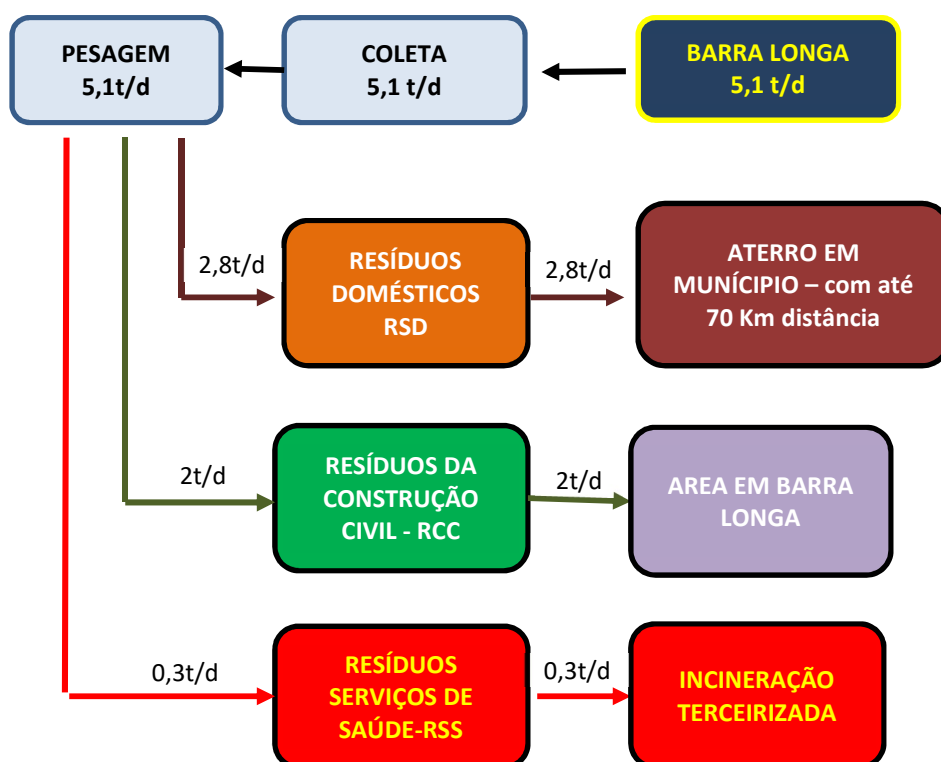 PESAGEM
5,1t/d
COLETA
5,1 t/d
BARRA LONGA
5,1 t/d
2,8t/d
RESÍDUOS
DOMÉSTICOS
RSD
2,8t/d
ATERRO EM
MUNÍCIPIO – com até
70 Km distância
2t/d
RESÍDUOS DA
CONSTRUÇÃO
CIVIL - RCC
2t/d
AREA EM BARRA
LONGA
0,3t/d
RESÍDUOS
SERVIÇOS DE
SAÚDE-RSS
0,3t/d
INCINERAÇÃO
TERCEIRIZADA